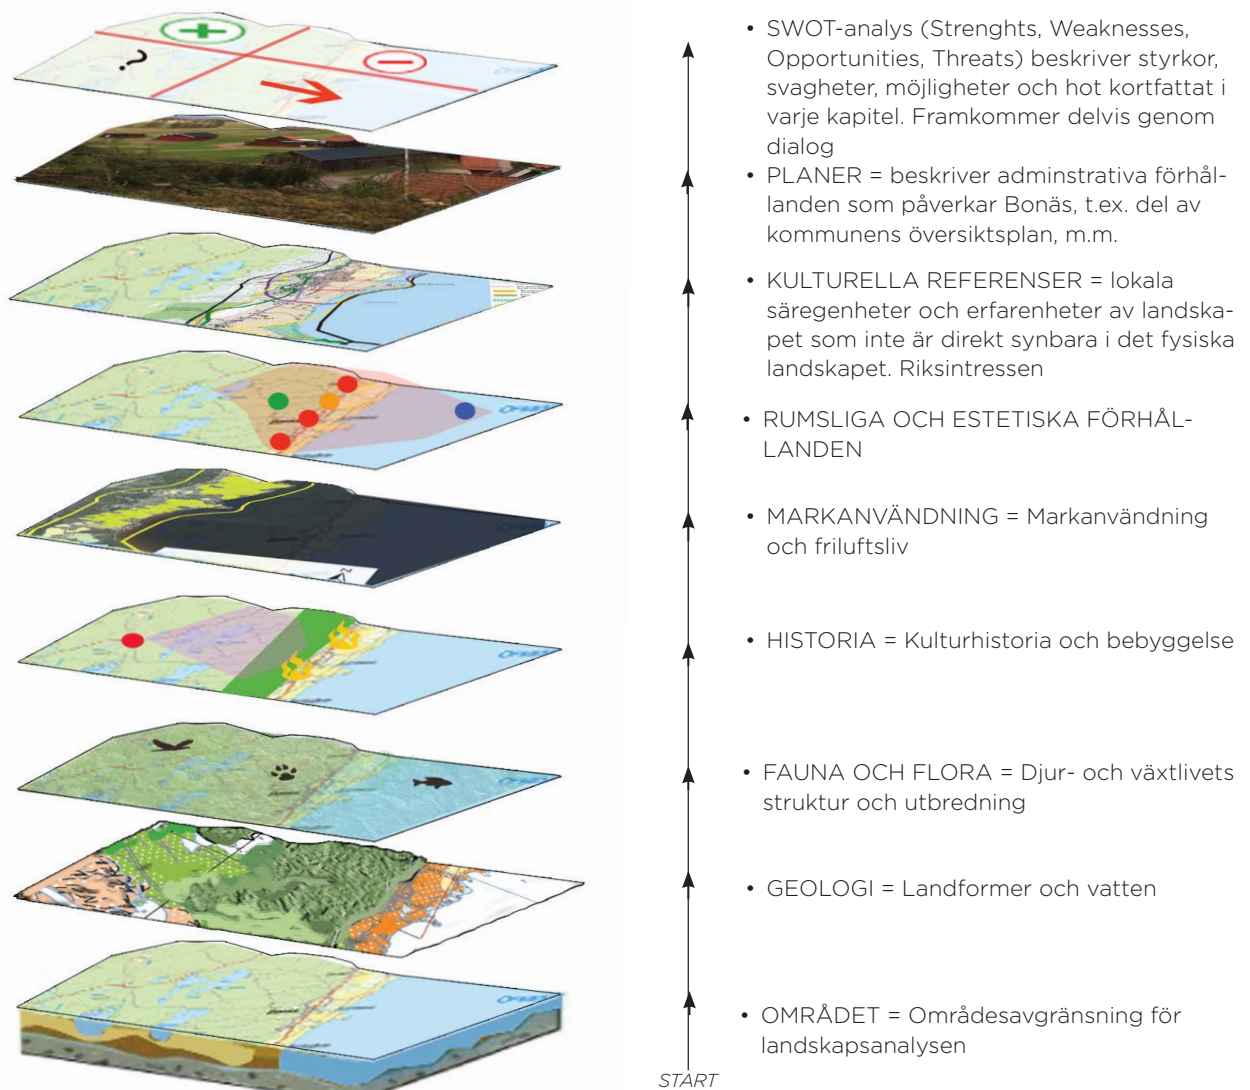 • SWOT-analys (Strenghts, Weaknesses,
Opportunities, Threats) beskriver styrkor,
svagheter, möjligheter och hot kortfattat i
varje kapitel. Framkommer delvis genom
dialog
• PLANER = beskriver adminstrativa förhål-
landen som påverkar Bonäs, t.ex. del av
kommunens översiktsplan, m.m.
• KULTURELLA REFERENSER = lokala
säregenheter och erfarenheter av landska-
pet som inte är direkt synbara i det fysiska
landskapet. Riksintressen
• RUMSLIGA OCH ESTETISKA FÖRHÅL-
LANDEN
• MARKANVÄNDNING = Markanvändning
och friluftsliv
• HISTORIA = Kulturhistoria och bebyggelse
• FAUNA OCH FLORA = Djur- och växtlivets
struktur och utbredning
• GEOLOGI = Landformer och vatten
• OMRÅDET = Områdesavgränsning för
landskapsanalysen
START
?